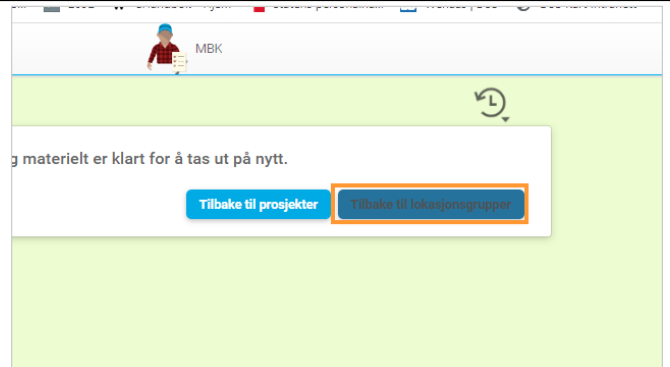 MBK
g materielt er klart for å tas ut på nytt.
Tilbake til prosjekter
Tilbake til lokasjonsgrupper